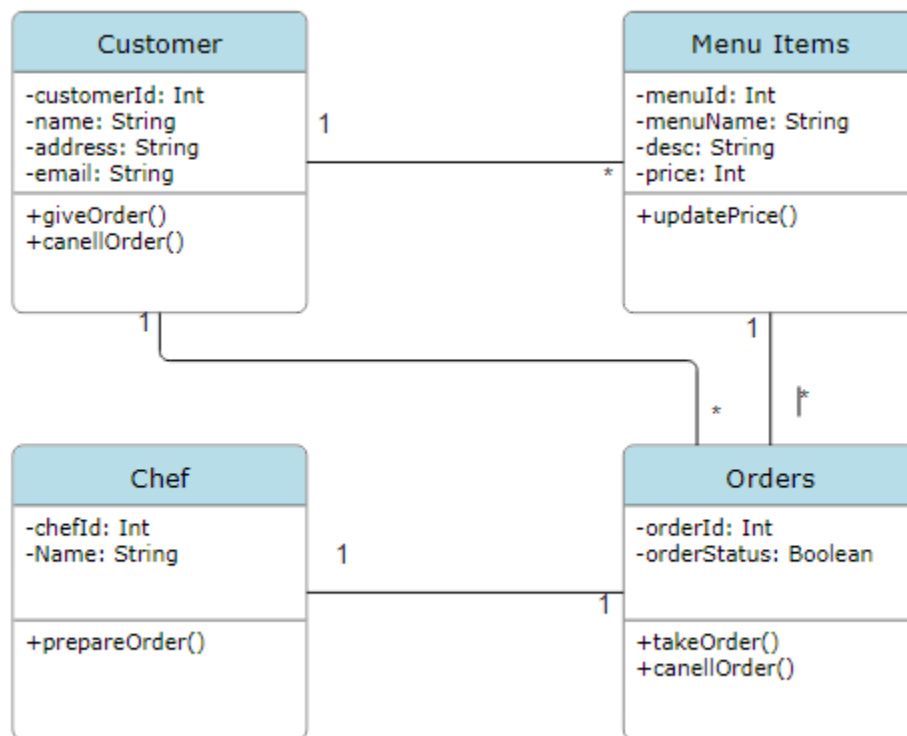 Customer
-customerId: Int
-name: String
-address: String
-email: String
+giveOrder()
+canellOrder()
1
*
Menu Items
-menuId: Int
-menuName: String
-desc: String
-price: Int
+updatePrice()
1
*
1
*
Chef
-chefId: Int
-Name: String
+prepareOrder()
1
1
Orders
-orderId: Int
-orderStatus: Boolean
+takeOrder()
+canellOrder()